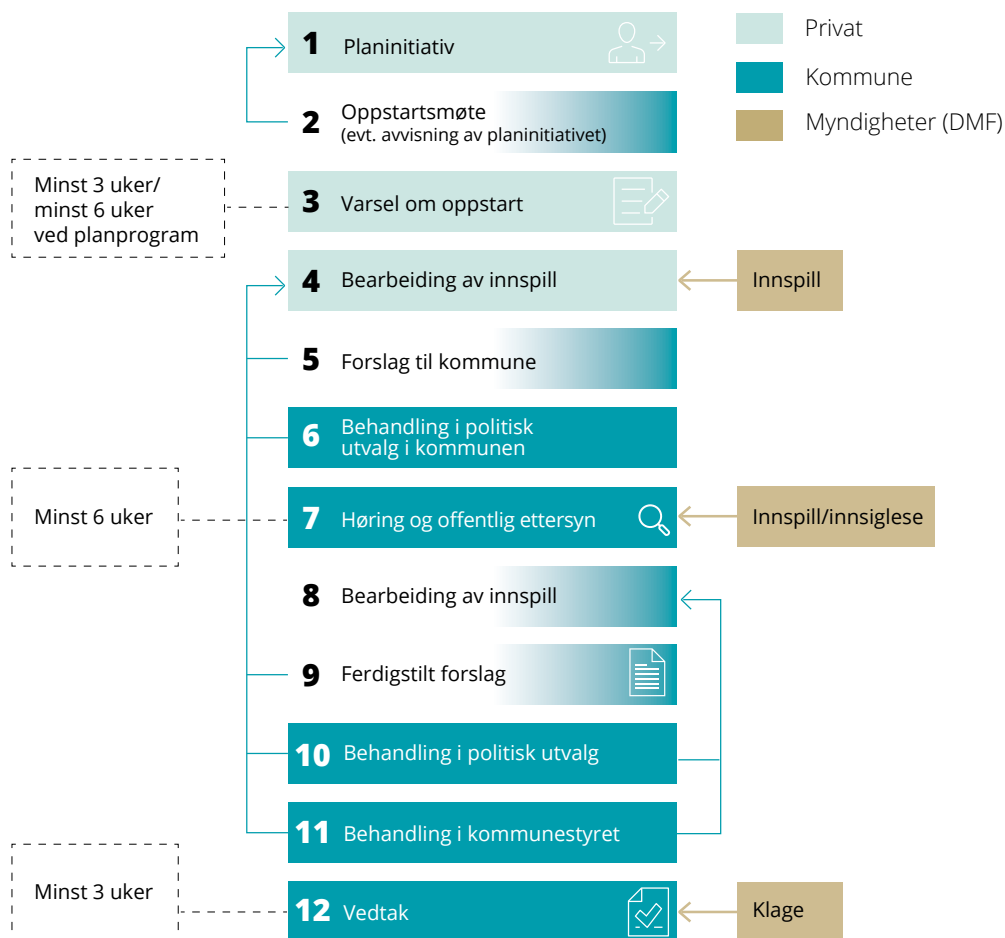 1 Planinitiativ
Privat
Kommune
Myndigheter (DMF)
2 Oppstartsmøte
(evt. avvisning av planinitiativet)
Minst 3 uker/
minst 6 uker
ved planprogram
3 Varsel om oppstart
4 Bearbeiding av innspill
Innspill
5 Forslag til kommune
6 Behandling i politisk
utvalg i kommunen
Minst 6 uker
7 Høring og offentlig ettersyn
Innspill/innsiglese
8 Bearbeiding av innspill
9 Ferdigstilt forslag
10 Behandling i politisk utvalg
11 Behandling i kommunestyret
Minst 3 uker
12 Vedtak
Klage